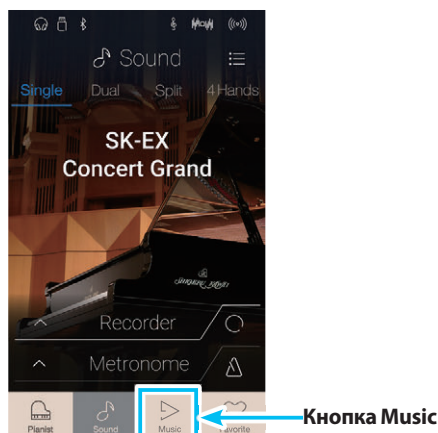 Sound
Single Dual Split 4 Hands
SK-EX
Concert Grand
Recorder
Metronome
Pianist Sound Music Favorite
Кнопка Music